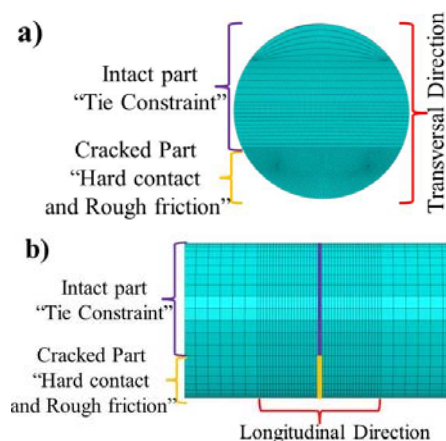 a)
Intact part
“Tie Constraint”
Cracked Part
“Hard contact
and Rough friction”
Transversal Direction
b)
Intact part
“Tie Constraint”
Cracked Part
“Hard contact
and Rough friction”
Longitudinal Direction